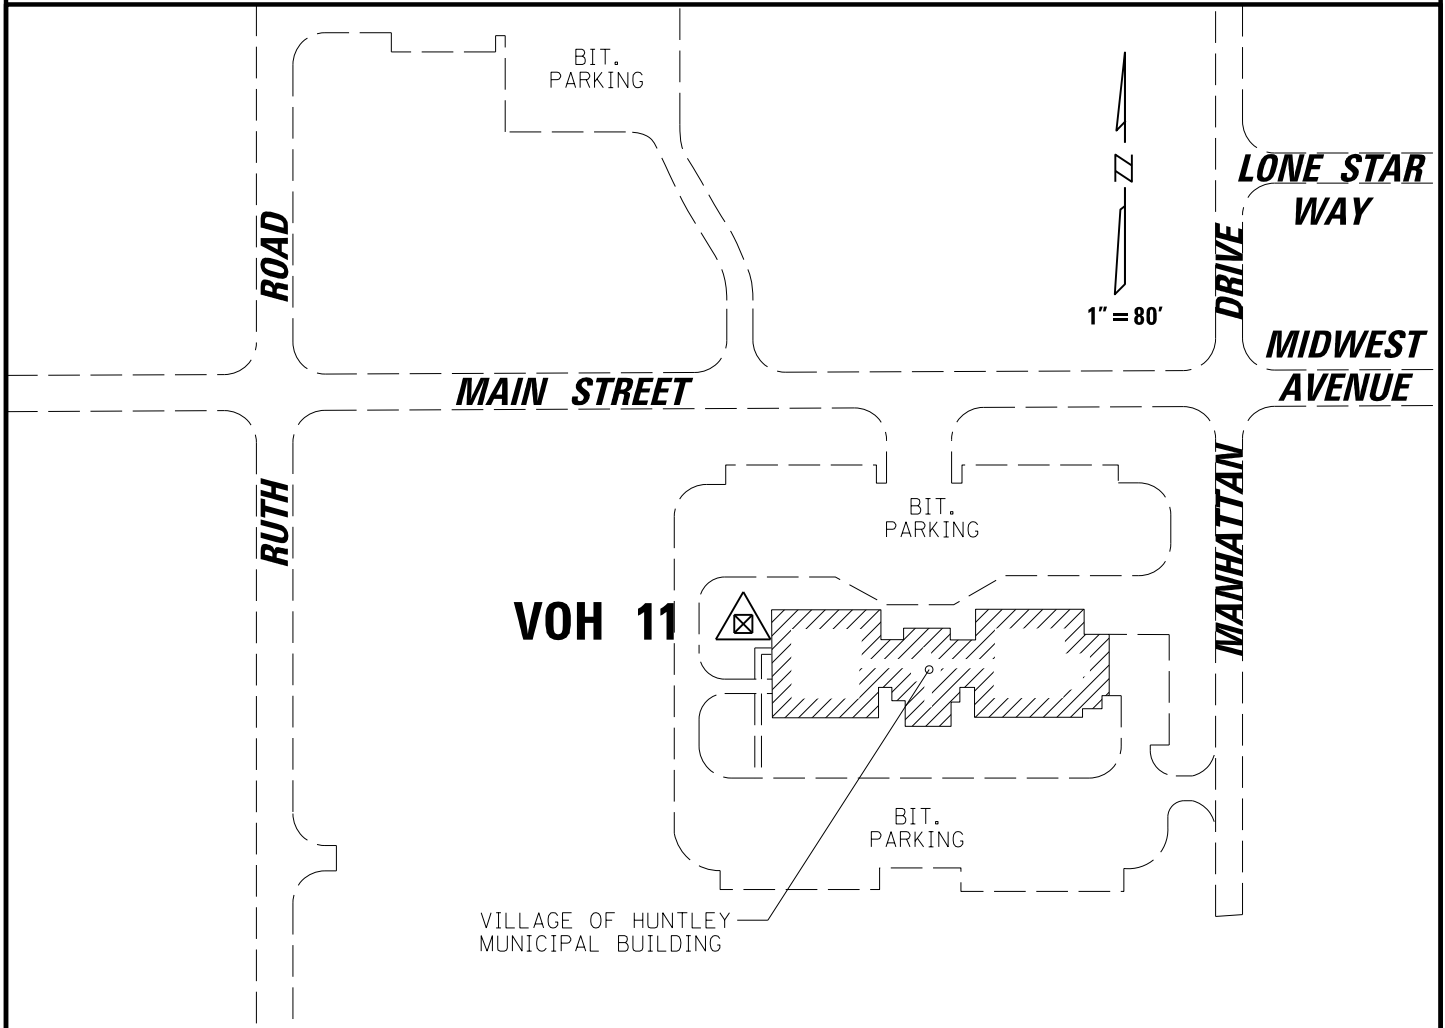 BIT.
PARKING
LONE STAR
WAY
ROAD
DRIVE
1" = 80'
MIDWEST
AVENUE
MAIN STREET
RUTH
MANHATTAN
BIT.
PARKING
VOH 11
BIT.
PARKING
VILLAGE OF HUNTLEY
MUNICIPAL BUILDING